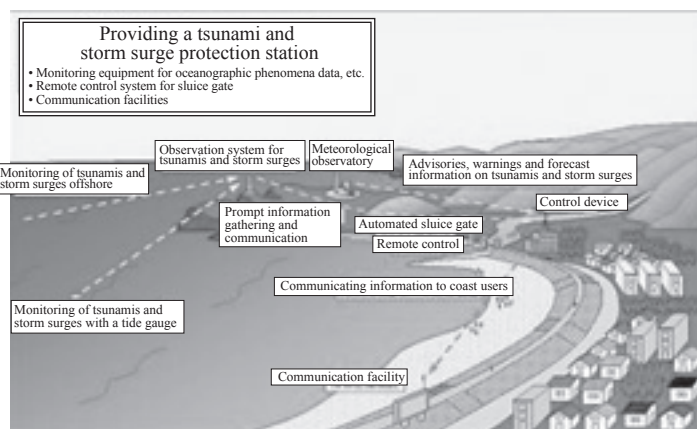 Providing a tsunami and
storm surge protection station
• Monitoring equipment for oceanographic phenomena data, etc.
• Remote control system for sluice gate
• Communication facilities
Observation system for
tsunamis and storm surges
Meteorological
observatory
Monitoring of tsunamis and
storm surges offshore
Advisories, warnings and forecast
information on tsunamis and storm surges
Control device
Prompt information
gathering and
communication
Automated sluice gate
Remote control
Communicating information to coast users
Monitoring of tsunamis and
storm surges with a tide gauge
Communication facility